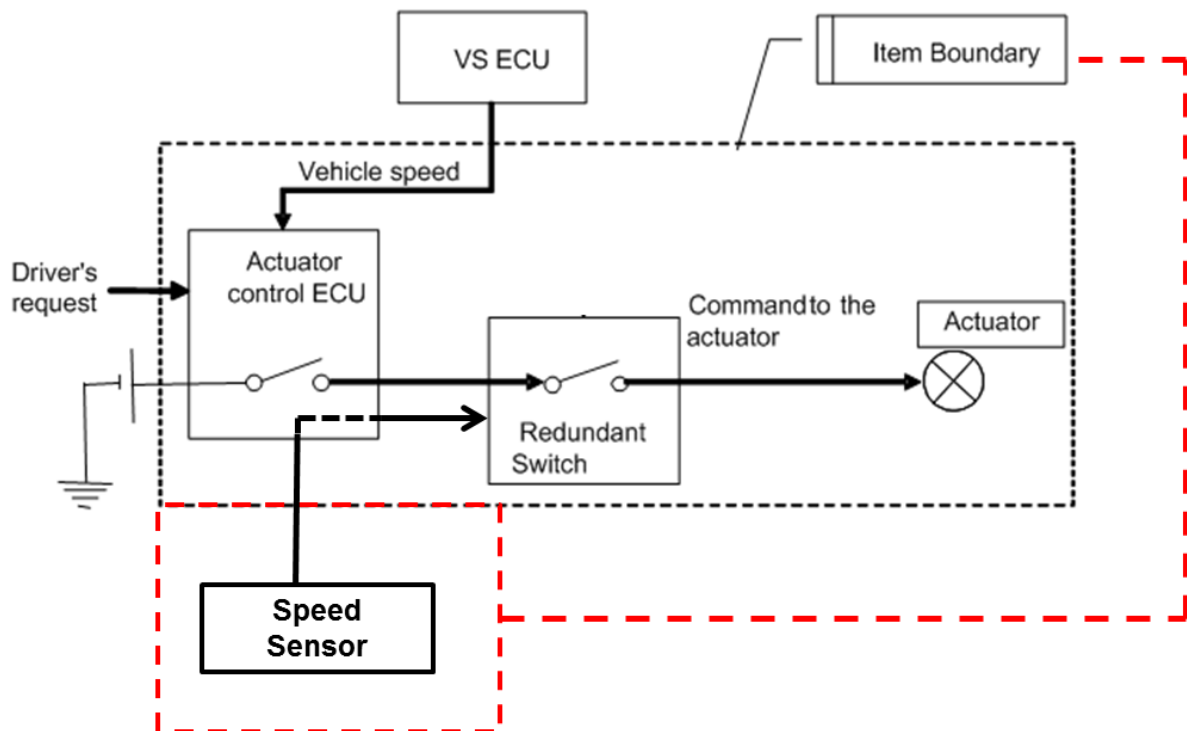 VS ECU
Item Boundary
Vehicle speed
Driver's
request
Actuator
control ECU
Command to the
actuator
Actuator
Redundant
Switch
Speed
Sensor